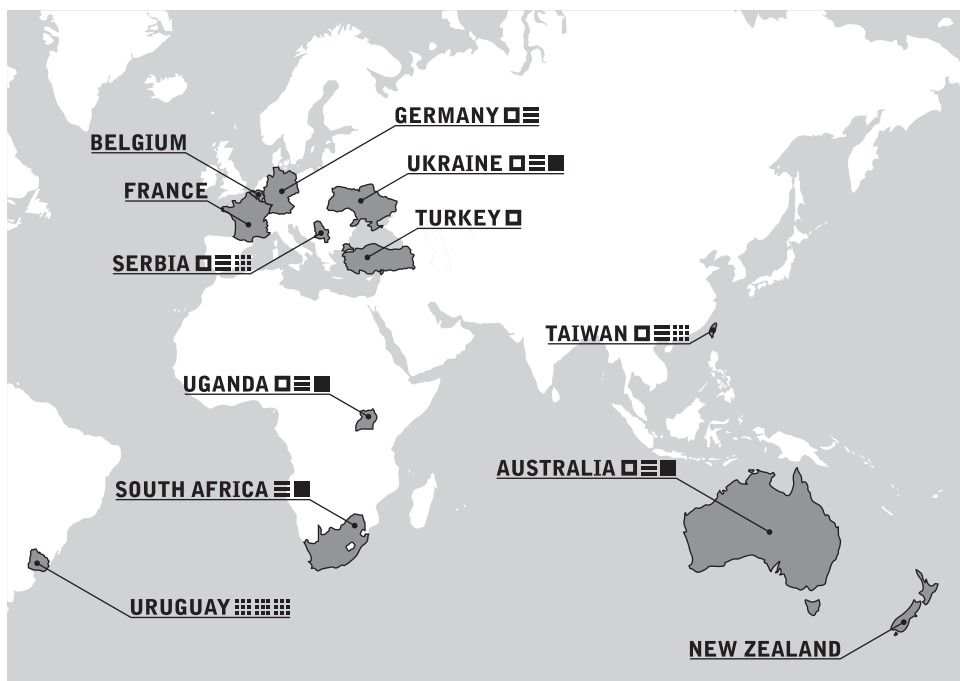 GERMANY
BELGIUM
UKRAINE
FRANCE
TURKEY
SERBIA
TAIWAN
UGANDA
AUSTRALIA
SOUTH AFRICA
URUGUAY
NEW ZEALAND